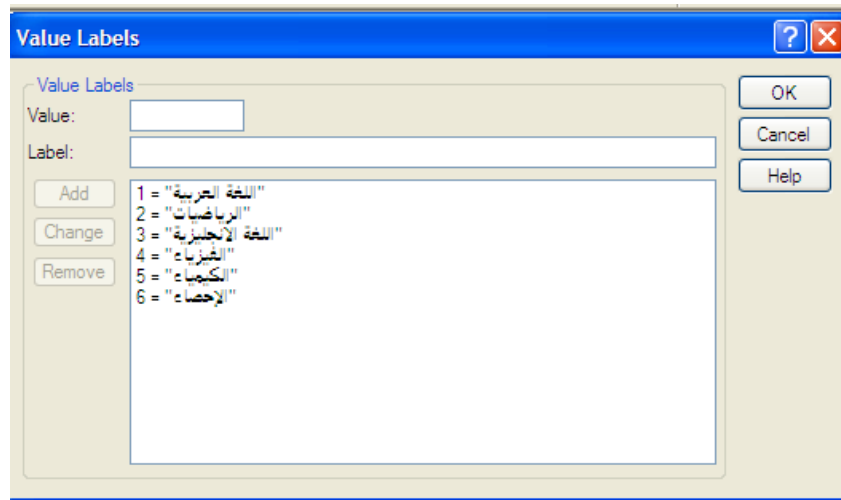 Value Labels
Value Labels
Value:
Label:
OK
Cancel
Help
Add
Change
Remove
1 = "اللغة العربية"
2 = "الرياضيات"
3 = "اللغة الانجليزية"
4 = "الفيزياء"
5 = "الكيمياء"
6 = "الإحصاء"